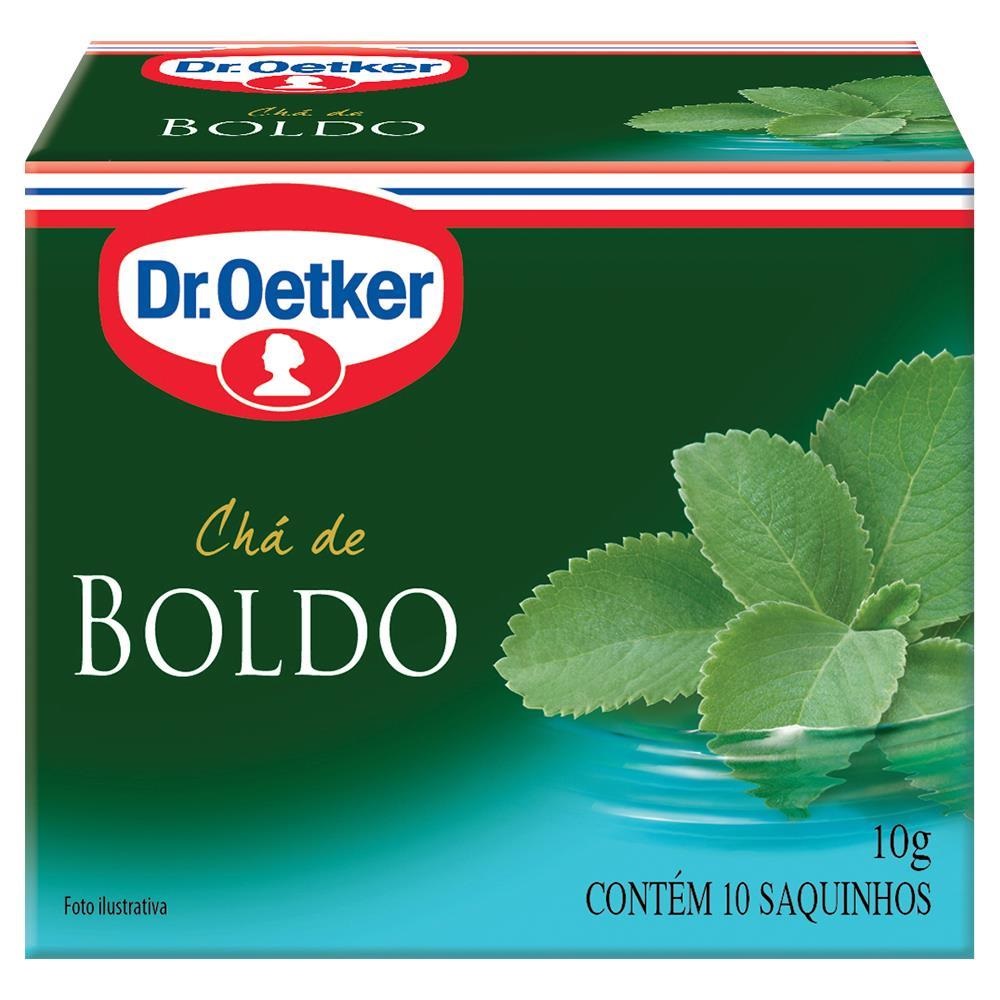 Dr. Oetker
Chá de
BOLDO
Dr. Oetker
Chá de
BOLDO
10g
CONTÉM 10 SAQUINHOS
Foto ilustrativa